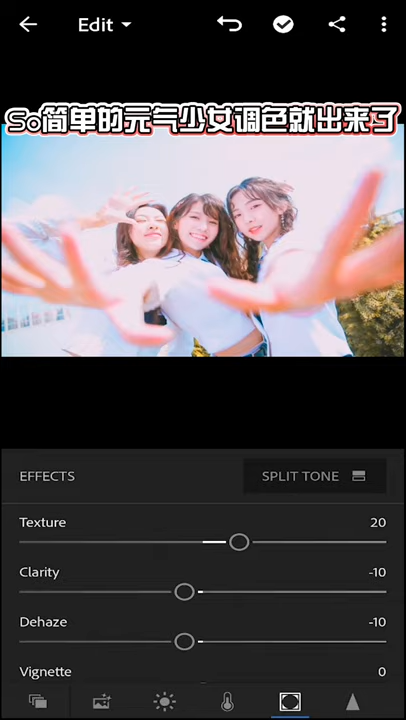 Edit
So简单的元气少女调色就出来了
EFFECTS
SPLIT TONE
Texture
20
Clarity
-10
Dehaze
-10
Vignette
0